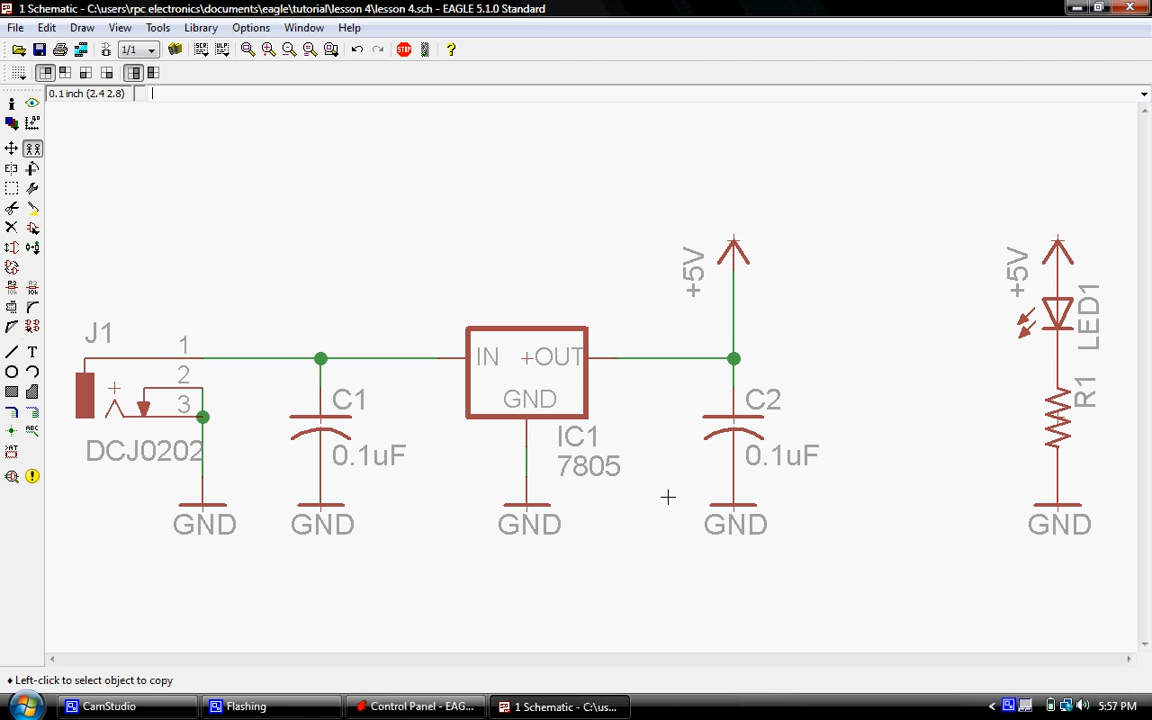 1 Schematic - C:\users\rpc electronics\documents\eagle\tutorial\lesson 4\lesson 4.sch - EAGLE 5.1.0 Standard
File Edit Draw View Tools Library Options Window Help
1/1
SCR ULP STOP ?
0.1 inch (2.4 2.8)
+5V
+5V
LED1
J1
1
2
3
DCJ0202
C1
0.1uF
IN +OUT
GND
IC1
7805
C2
0.1uF
R1
GND GND GND GND GND
Left-click to select object to copy
CamStudio Flashing Control Panel - EAG... 1 Schematic - C:\us... 5:57 PM